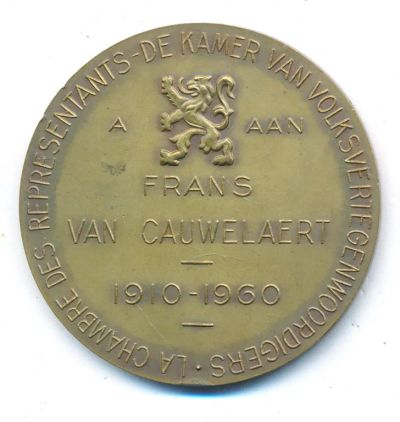 LA CHAMBRE DES REPRESENTANTS-DE KAMER VAN VOLKSVERTEGENWOORDIGERS·
A AAN
FRANS
VAN CAUWELAERT
1910-1960